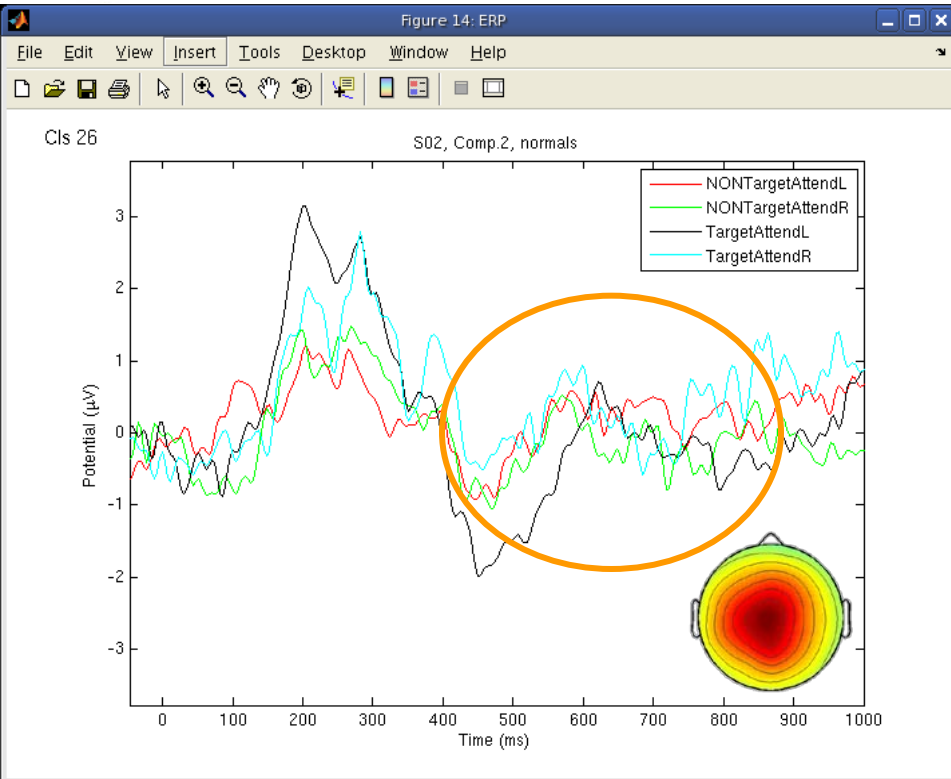 Figure 14: ERP
File Edit View Insert Tools Desktop Window Help
Cls 26
S02, Comp.2, normals
NONTargetAttendL
NONTargetAttendR
TargetAttendL
TargetAttendR
3
2
1
0
-1
-2
-3
Potential (μV)
0 100 200 300 400 500 600 700 800 900 1000
Time (ms)